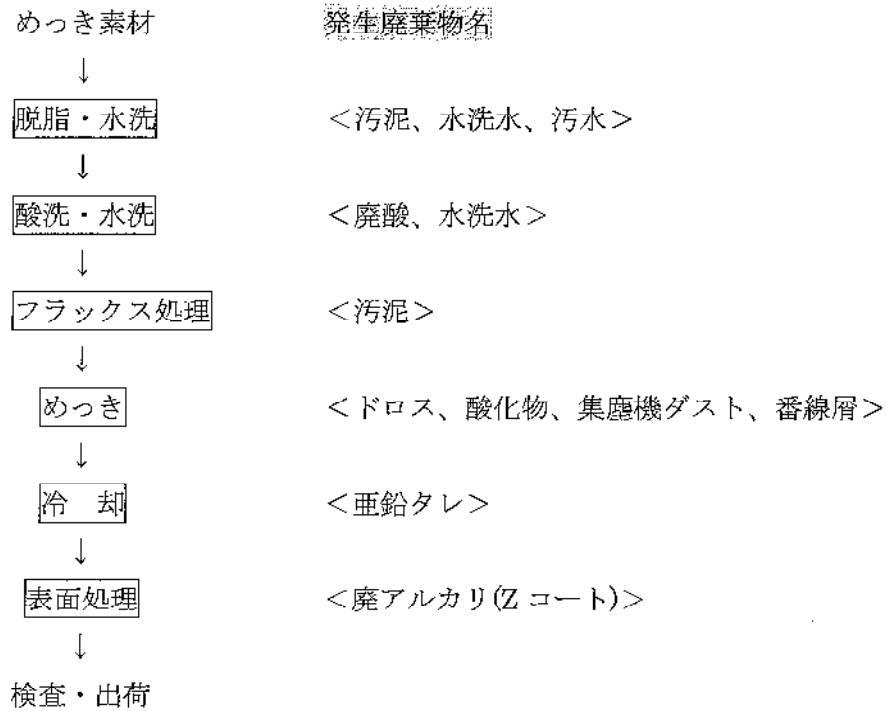 めっき素材　発生廃棄物名
↓
脱脂・水洗　＜汚泥、水洗水、汚水＞
↓
酸洗・水洗　＜廃酸、水洗水＞
↓
フラックス処理　＜汚泥＞
↓
めっき　＜ドロス、酸化物、集塵機ダスト、番線屑＞
↓
冷　却　＜亜鉛タレ＞
↓
表面処理　＜廃アルカリ(Z コート)＞
↓
検査・出荷